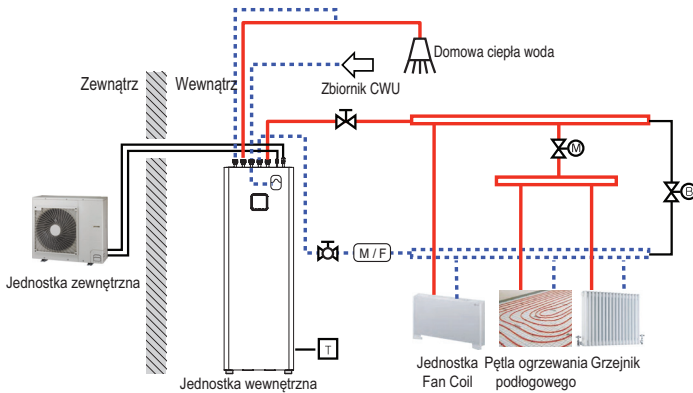 Domowa ciepła woda
Zewnątrz
Wewnątrz
Zbiornik CWU
M
B
M / F
Jednostka zewnętrzna
T
Jednostka wewnętrzna
Jednostka
Fan Coil
Pętla ogrzewania
podłogowego
Grzejnik